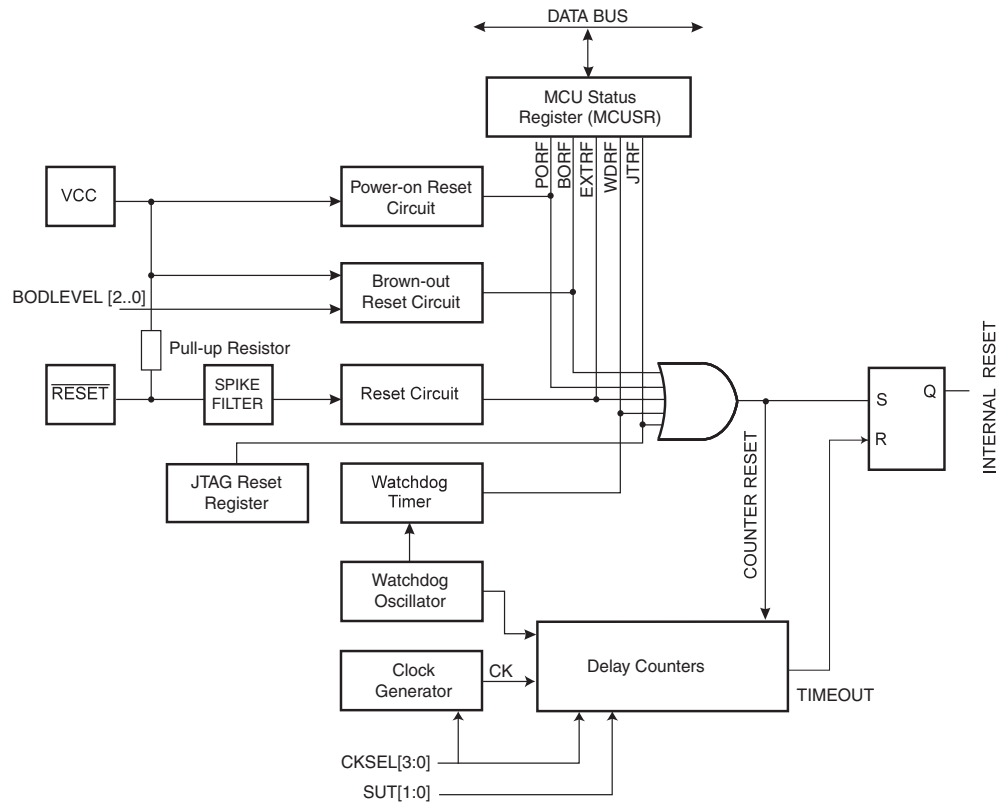 DATA BUS
MCU Status
Register (MCUSR)
PORF
BORF
EXTRF
WDRF
JTRF
VCC
Power-on Reset
Circuit
Brown-out
Reset Circuit
BODLEVEL [2..0]
Pull-up Resistor
RESET
SPIKE
FILTER
Reset Circuit
JTAG Reset
Register
Watchdog
Timer
Watchdog
Oscillator
Clock
Generator
CK
Delay Counters
COUNTER RESET
S
R
Q
INTERNAL RESET
TIMEOUT
CKSEL[3:0]
SUT[1:0]